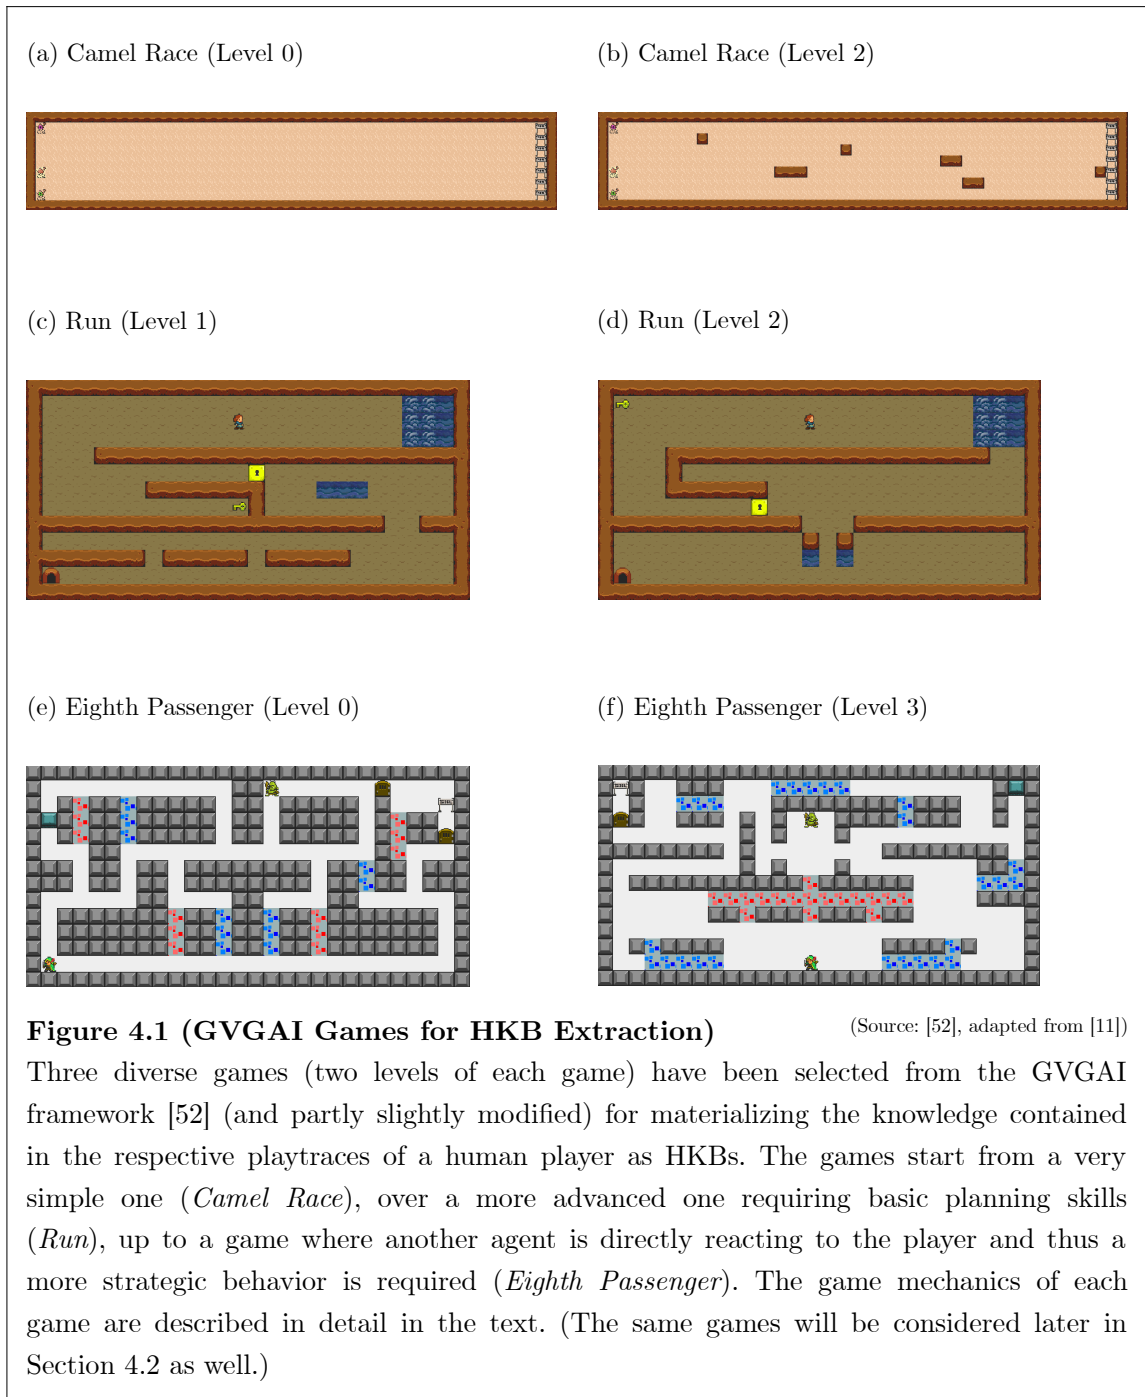 (a) Camel Race (Level 0)
(b) Camel Race (Level 2)
(c) Run (Level 1)
(d) Run (Level 2)
(e) Eighth Passenger (Level 0)
(f) Eighth Passenger (Level 3)
Figure 4.1 (GVGAI Games for HKB Extraction) (Source: [52], adapted from [11])
Three diverse games (two levels of each game) have been selected from the GVGAI
framework [52] (and partly slightly modified) for materializing the knowledge contained
in the respective playtraces of a human player as HKBs. The games start from a very
simple one (Camel Race), over a more advanced one requiring basic planning skills
(Run), up to a game where another agent is directly reacting to the player and thus a
more strategic behavior is required (Eighth Passenger). The game mechanics of each
game are described in detail in the text. (The same games will be considered later in
Section 4.2 as well.)